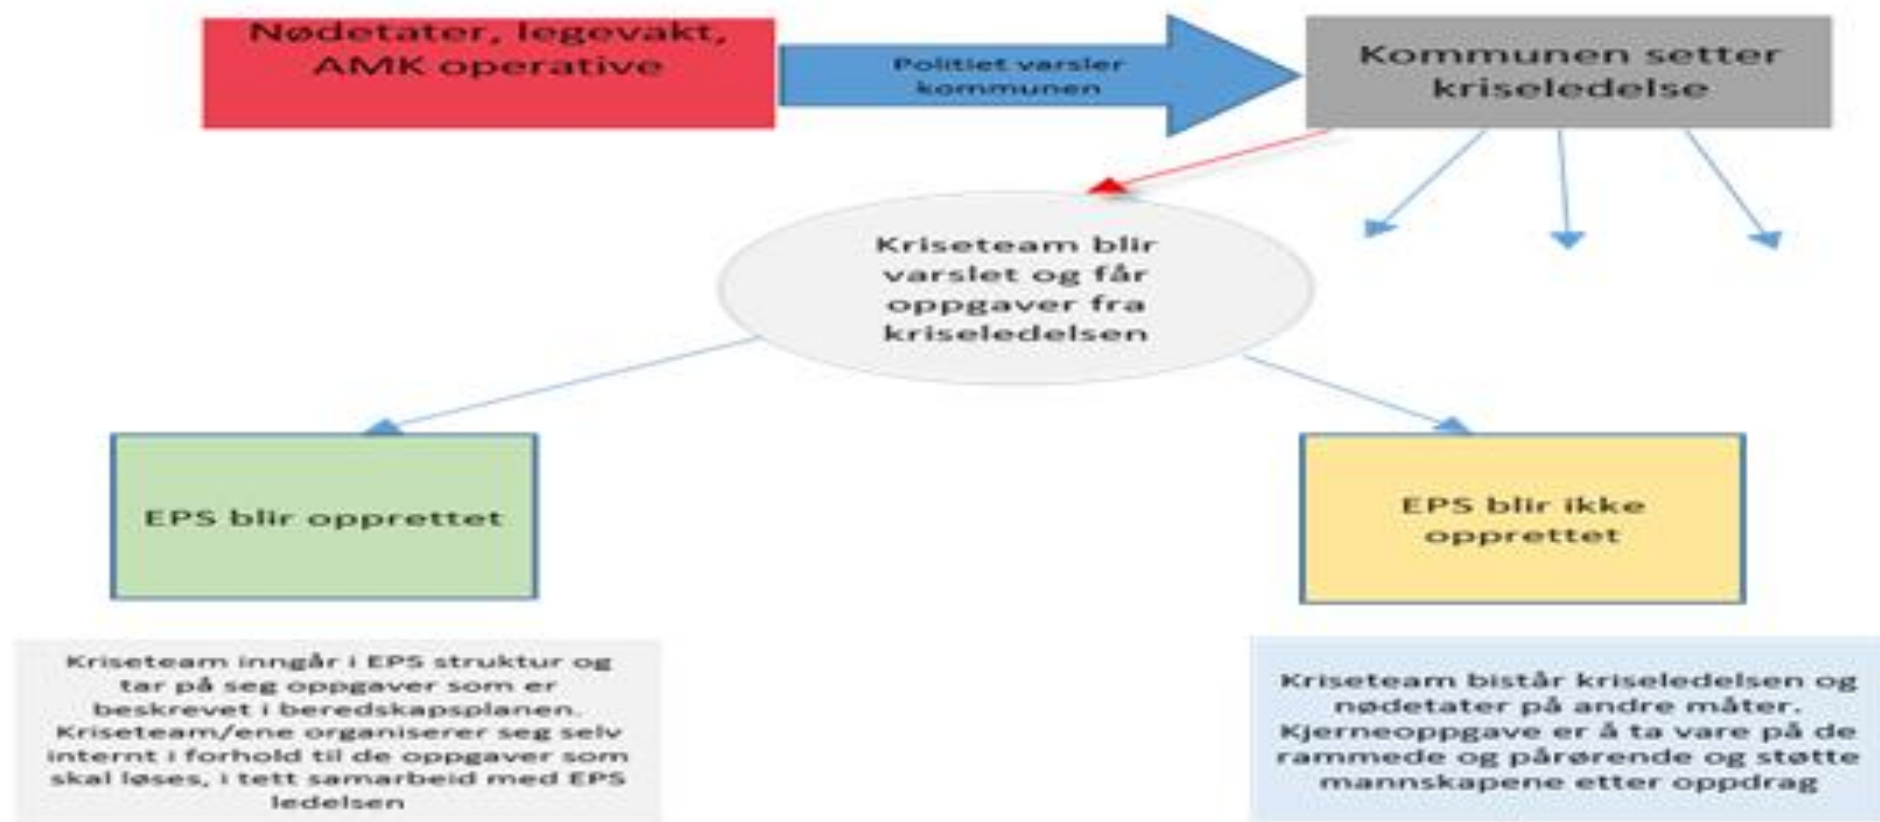 Nødetater, legevakt,
AMK operative
Politiet varsler
kommunen
Kommunen setter
kriseledelse
Kriseteam blir
varslet og får
oppgaver fra
kriseledelsen
EPS blir opprettet
EPS blir ikke
opprettet
Kriseteam inngår i EPS struktur og
tar på seg oppgaver som er
beskrevet i beredskapsplanen.
Kriseteam/ene organiserer seg selv
internt i forhold til de oppgaver som
skal løses, i tett samarbeid med EPS
ledelsen
Kriseteam bistår kriseledelsen og
nødetater på andre måter.
Kjerneoppgave er å ta vare på de
rammede og pårørende og støtte
mannskapene etter oppdrag